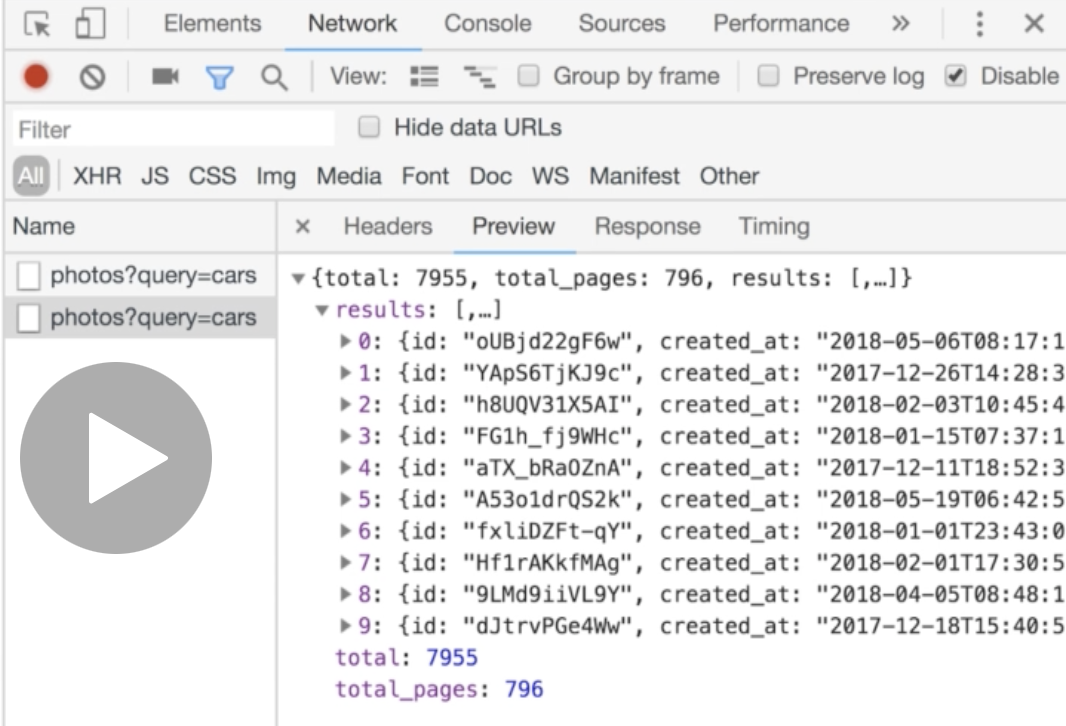 Elements Network Console Sources Performance »
View: Group by frame Preserve log Disable
Filter Hide data URLs
All XHR JS CSS Img Media Font Doc WS Manifest Other
Name × Headers Preview Response Timing
photos?query=cars
photos?query=cars
▼{total: 7955, total_pages: 796, results: [,…]}
▼results: [,…]
▶0: {id: "oUBjd22gF6w", created_at: "2018-05-06T08:17:1
▶1: {id: "YApS6TjKJ9c", created_at: "2017-12-26T14:28:3
▶2: {id: "h8UQV31X5AI", created_at: "2018-02-03T10:45:4
▶3: {id: "FG1h_fj9WHc", created_at: "2018-01-15T07:37:1
▶4: {id: "aTX_bRaOZnA", created_at: "2017-12-11T18:52:3
▶5: {id: "A53o1drQS2k", created_at: "2018-05-19T06:42:5
▶6: {id: "fxliDZFt-qY", created_at: "2018-01-01T23:43:0
▶7: {id: "Hf1rAKkfMAg", created_at: "2018-02-01T17:30:5
▶8: {id: "9LMd9iiVL9Y", created_at: "2018-04-05T08:48:1
▶9: {id: "dJtrvPGe4Ww", created_at: "2017-12-18T15:40:5
total: 7955
total_pages: 796